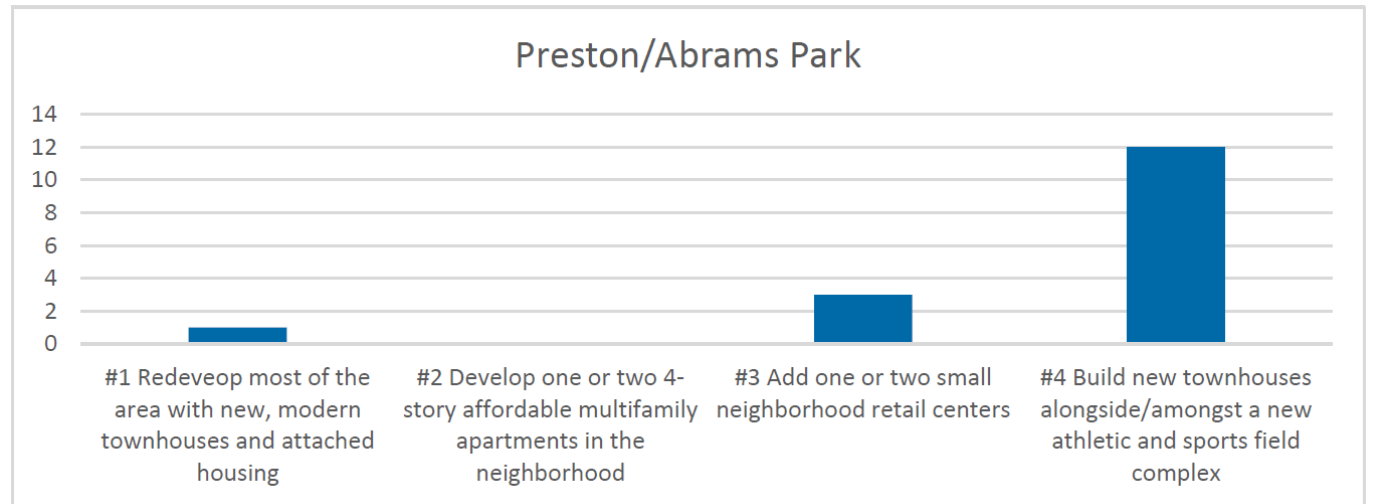 Preston/Abrams Park
14
12
10
8
6
4
2
0
#1 Redeveop most of the
area with new, modern
townhouses and attached
housing
#2 Develop one or two 4-
story affordable multifamily
apartments in the
neighborhood
#3 Add one or two small
neighborhood retail centers
#4 Build new townhouses
alongside/amongst a new
athletic and sports field
complex